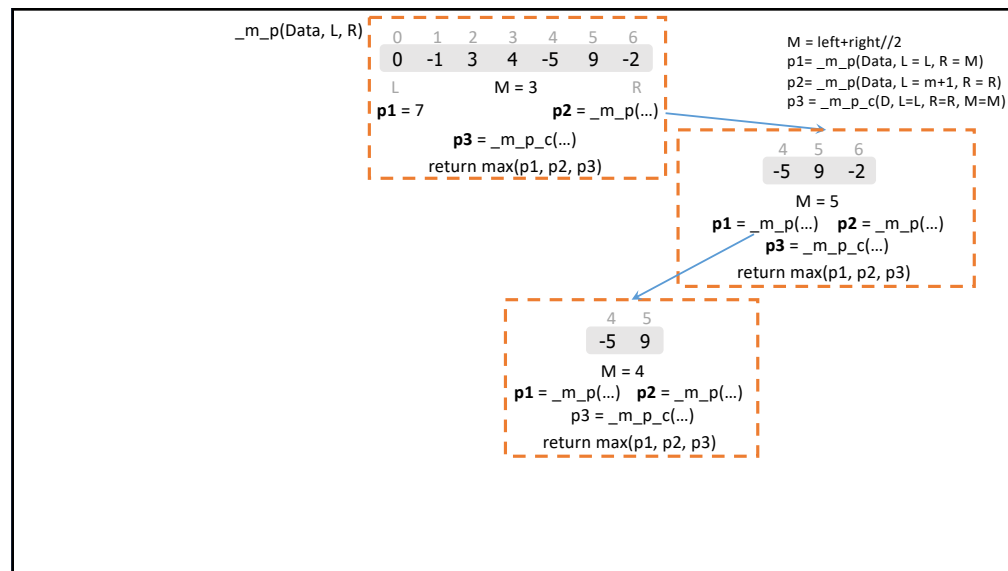 _m_p(Data, L, R)
0 1 2 3 4 5 6
0 -1 3 4 -5 9 -2
L M = 3 R
p1 = 7 p2 = _m_p(…)
p3 = _m_p_c(…)
return max(p1, p2, p3)
M = left+right//2
p1= _m_p(Data, L = L, R = M)
p2= _m_p(Data, L = m+1, R = R)
p3 = _m_p_c(D, L=L, R=R, M=M)
4 5 6
-5 9 -2
M = 5
p1 = _m_p(…) p2 = _m_p(…)
p3 = _m_p_c(…)
return max(p1, p2, p3)
4 5
-5 9
M = 4
p1 = _m_p(…) p2 = _m_p(…)
p3 = _m_p_c(…)
return max(p1, p2, p3)